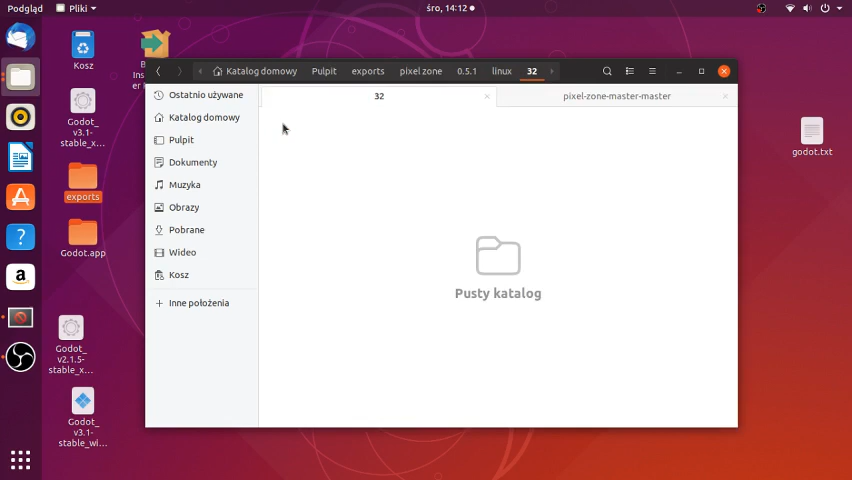 Podgląd
Pliki
śro, 14:12
Kosz
Godot_
v3.1-
stable_x...
exports
Godot.app
Godot_
v2.1.5-
stable_x...
Godot_
v3.1-
stable_wi...
Katalog domowy
Pulpit
exports
pixel zone
0.5.1
linux
32
Ostatnio używane
Katalog domowy
Pulpit
Dokumenty
Muzyka
Obrazy
Pobrane
Wideo
Kosz
Inne położenia
32
pixel-zone-master-master
Pusty katalog
godot.txt